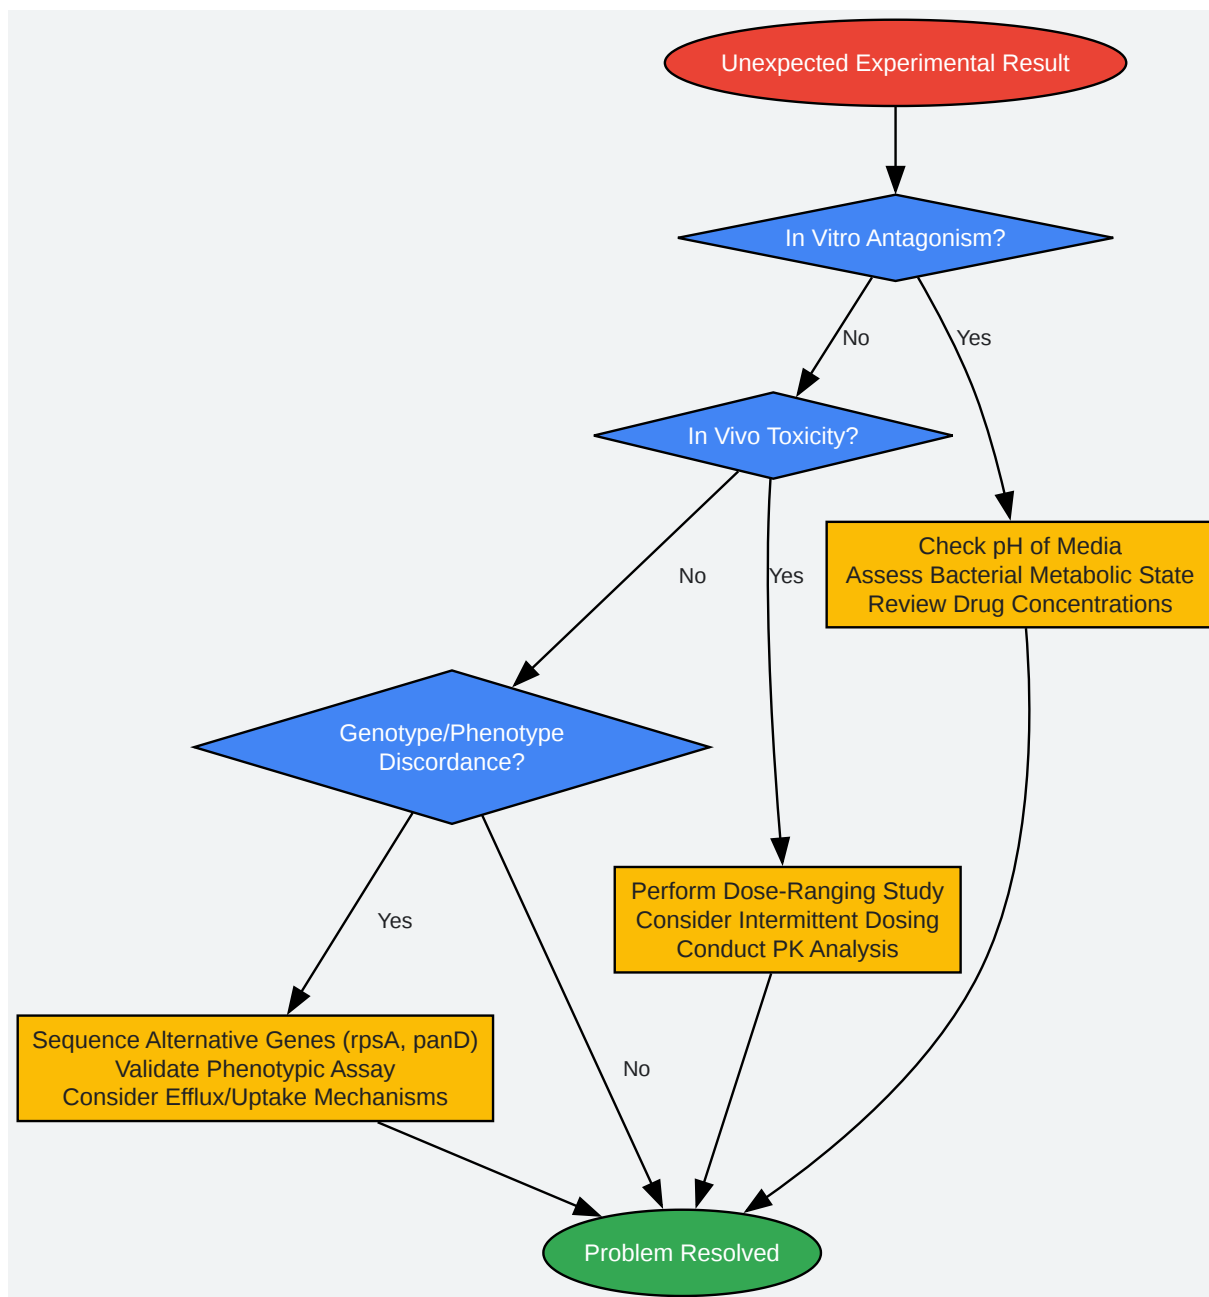 Unexpected Experimental Result
In Vitro Antagonism?
No
Yes
In Vivo Toxicity?
Check pH of Media
Assess Bacterial Metabolic State
Review Drug Concentrations
No
Yes
Genotype/Phenotype
Discordance?
Perform Dose-Ranging Study
Consider Intermittent Dosing
Conduct PK Analysis
Yes
Sequence Alternative Genes (rpsA, panD)
Validate Phenotypic Assay
Consider Efflux/Uptake Mechanisms
No
Problem Resolved